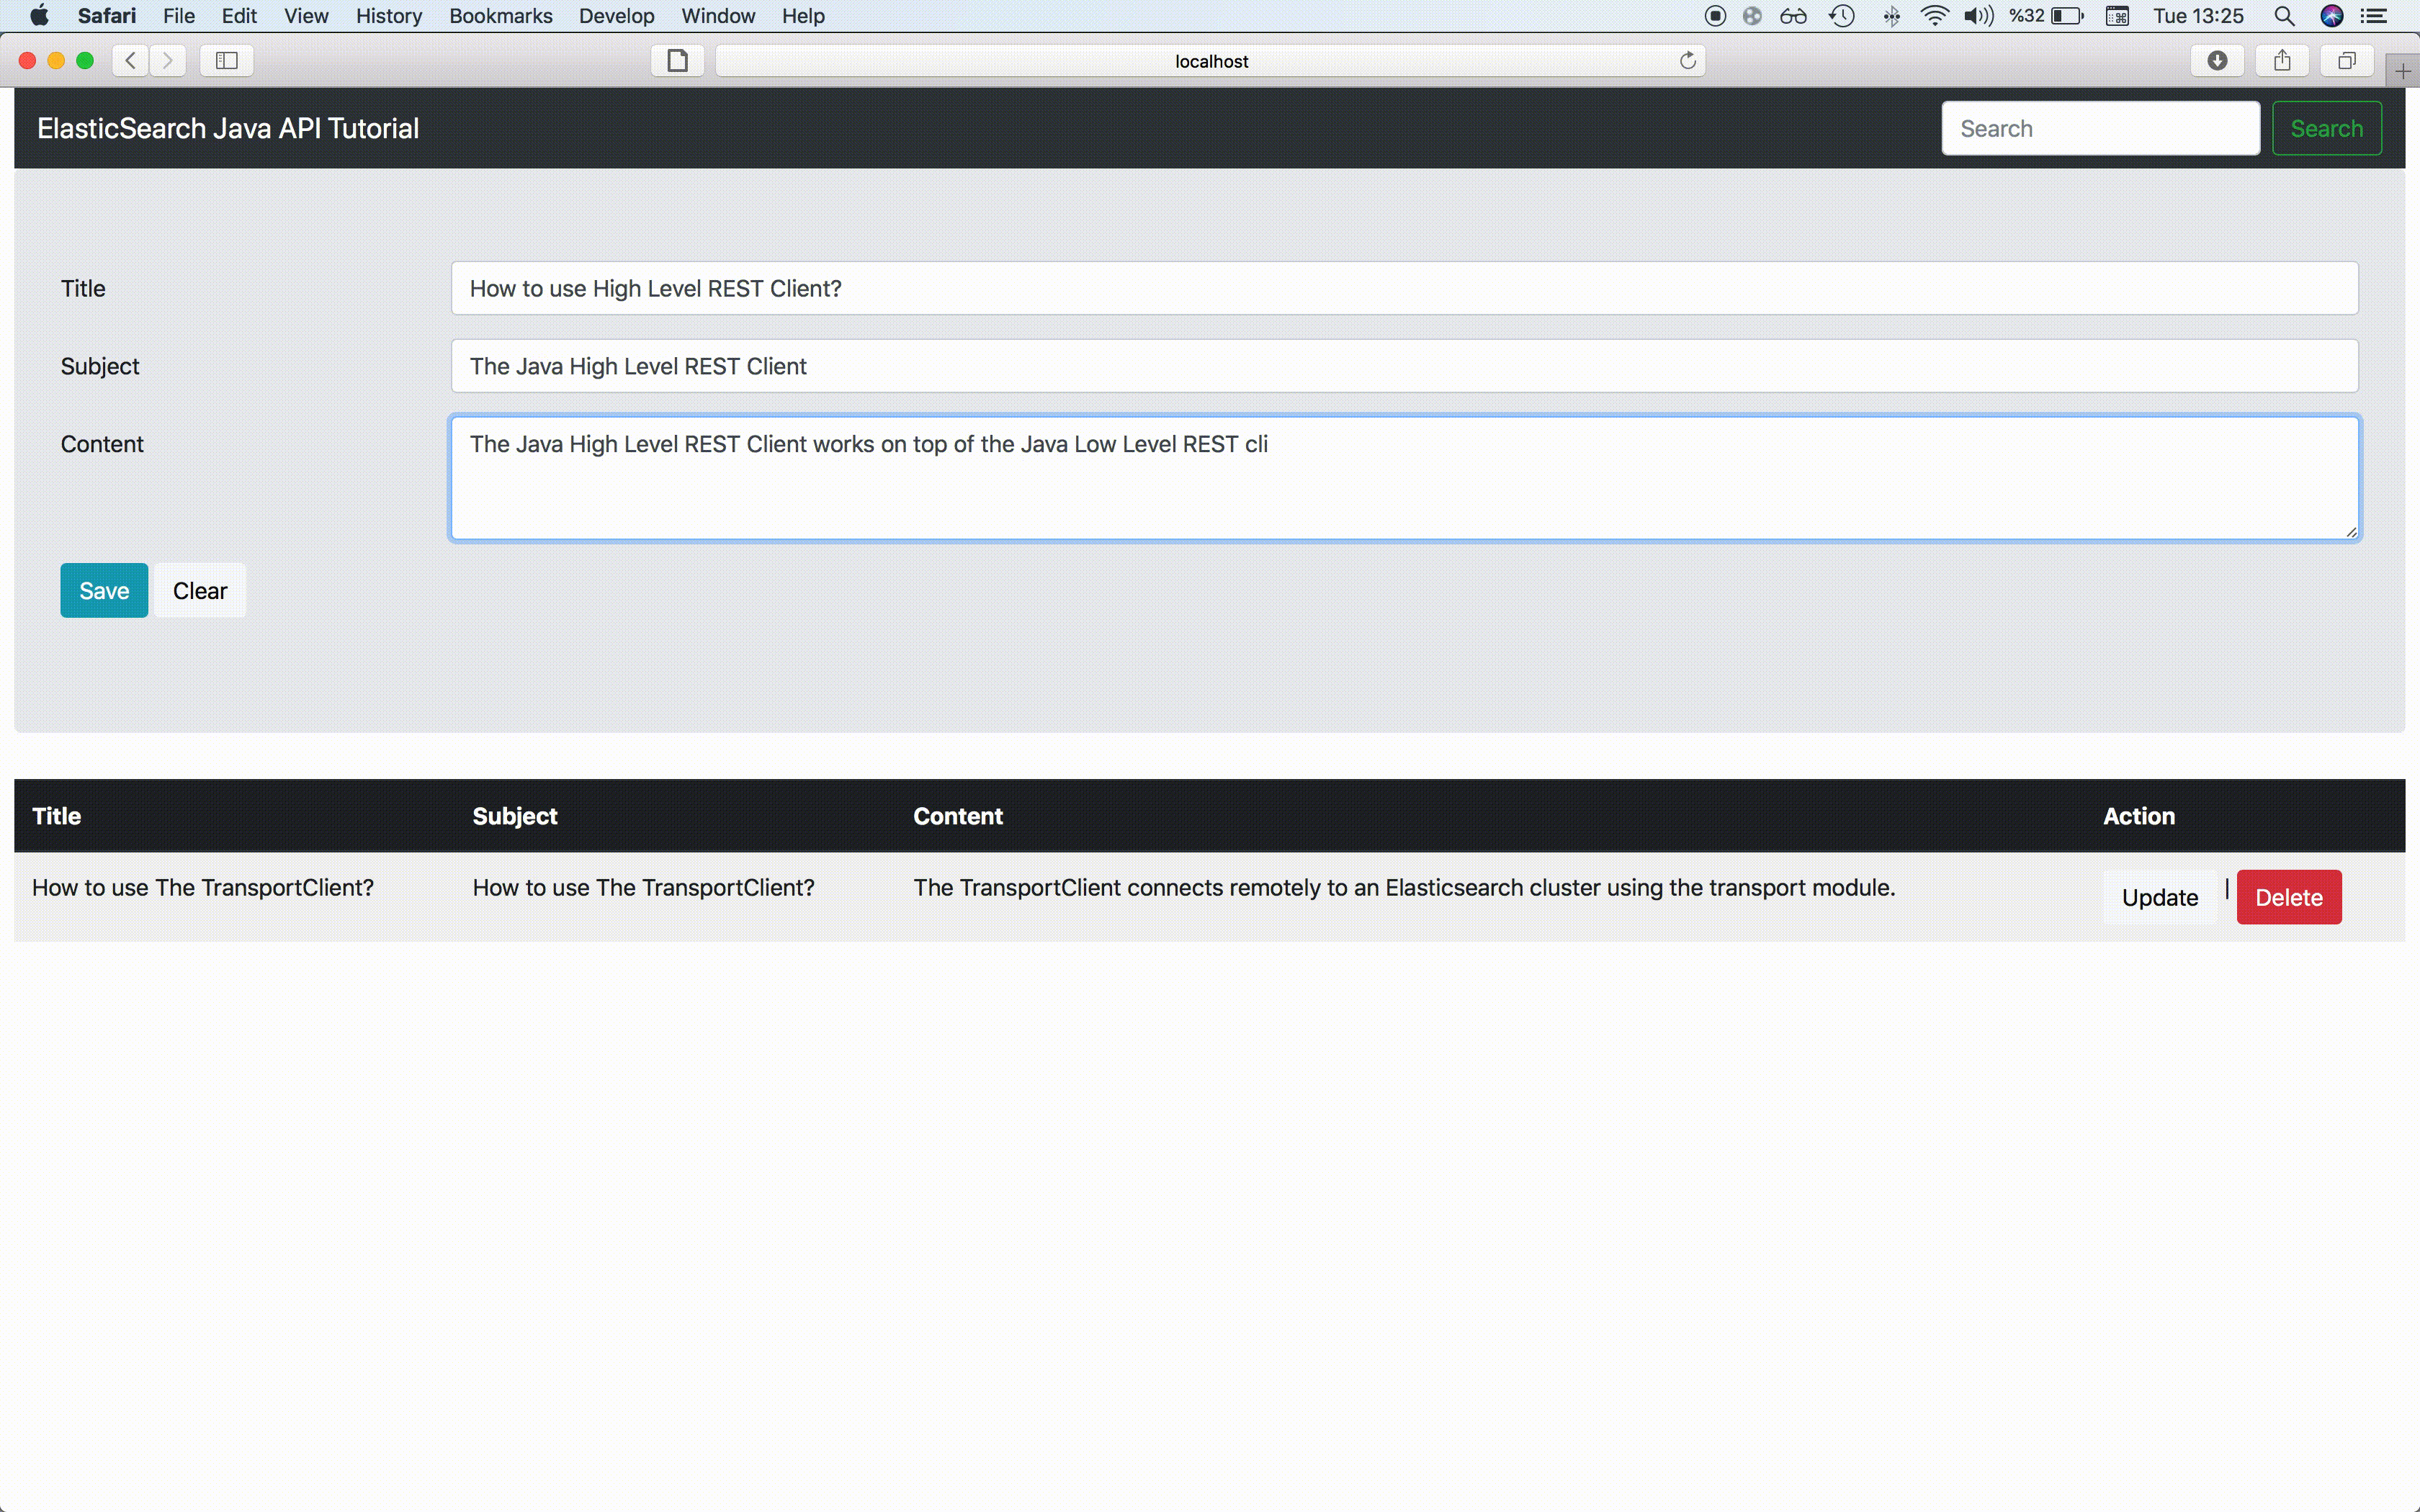 Safari File Edit View History Bookmarks Develop Window Help %32 Tue 13:25
localhost
ElasticSearch Java API Tutorial Search Search
Title How to use High Level REST Client?
Subject The Java High Level REST Client
Content The Java High Level REST Client works on top of the Java Low Level REST cli
Save Clear
Title Subject Content Action
How to use The TransportClient? How to use The TransportClient? The TransportClient connects remotely to an Elasticsearch cluster using the transport module. Update | Delete